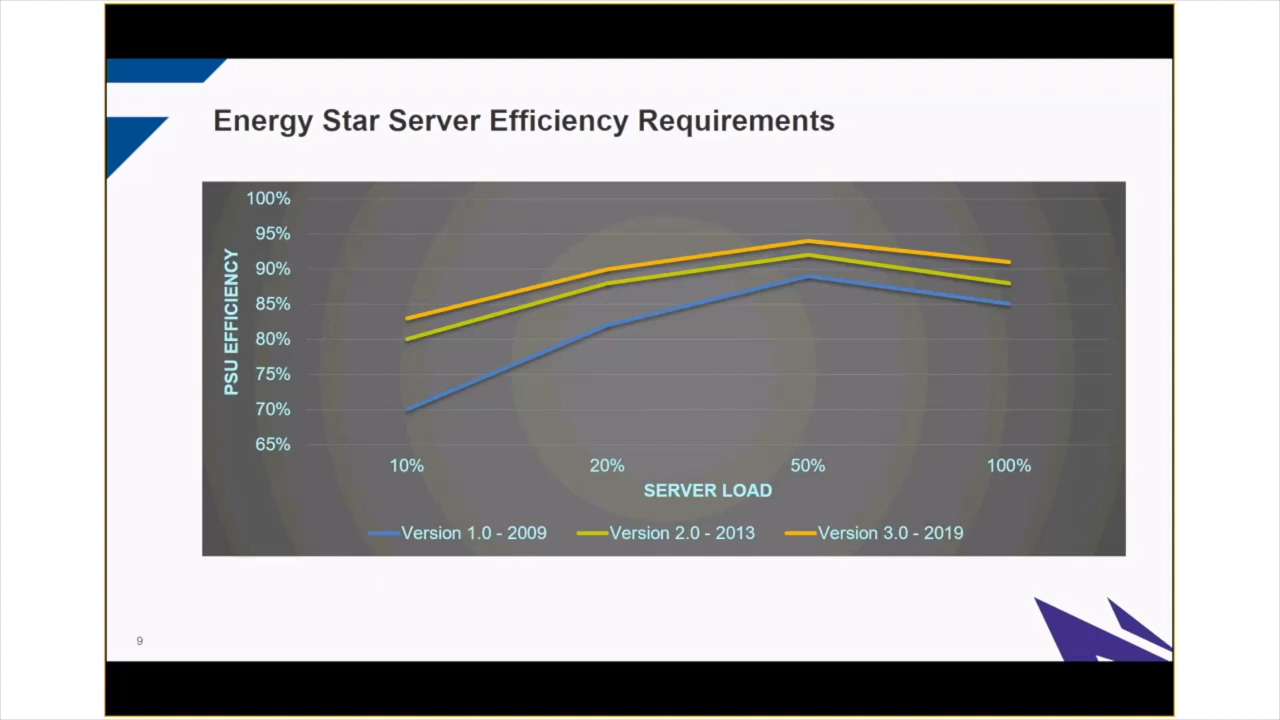 Energy Star Server Efficiency Requirements
100%
95%
90%
85%
80%
75%
70%
65%
PSU EFFICIENCY
10% 20% 50% 100%
SERVER LOAD
Version 1.0 - 2009 Version 2.0 - 2013 Version 3.0 - 2019
9